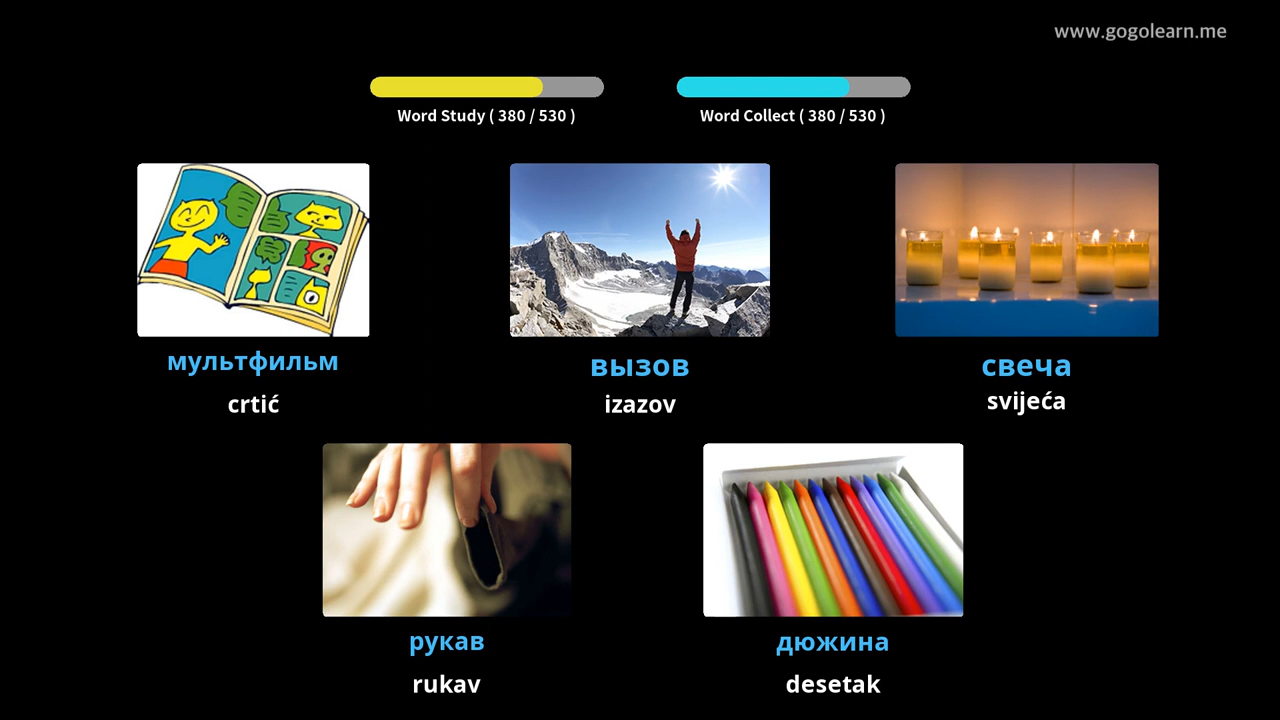 www.gogolearn.me
Word Study ( 380 / 530 )
Word Collect ( 380 / 530 )
мультфильм
crtić
вызов
izazov
свеча
svijeća
рукав
rukav
дюжина
desetak